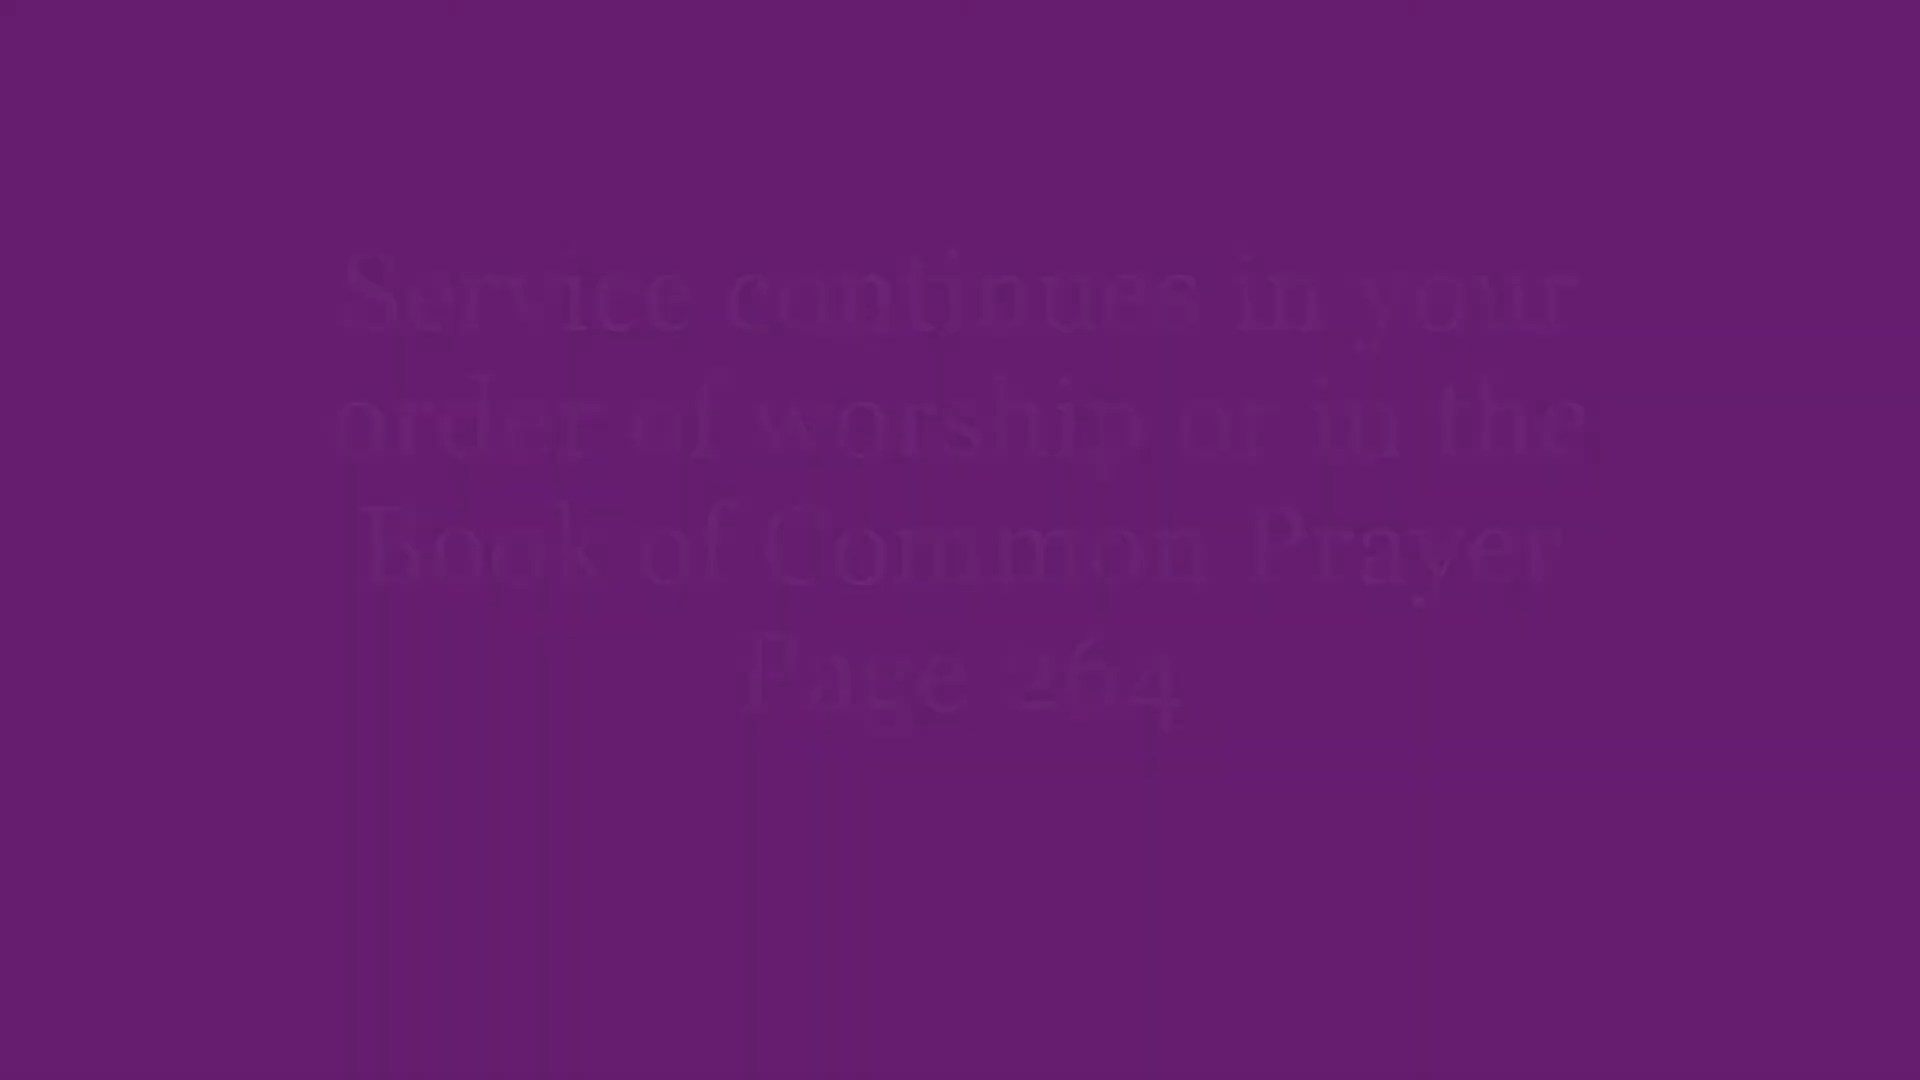 Service continues in your
order of worship or in the
Book of Common Prayer
Page 264